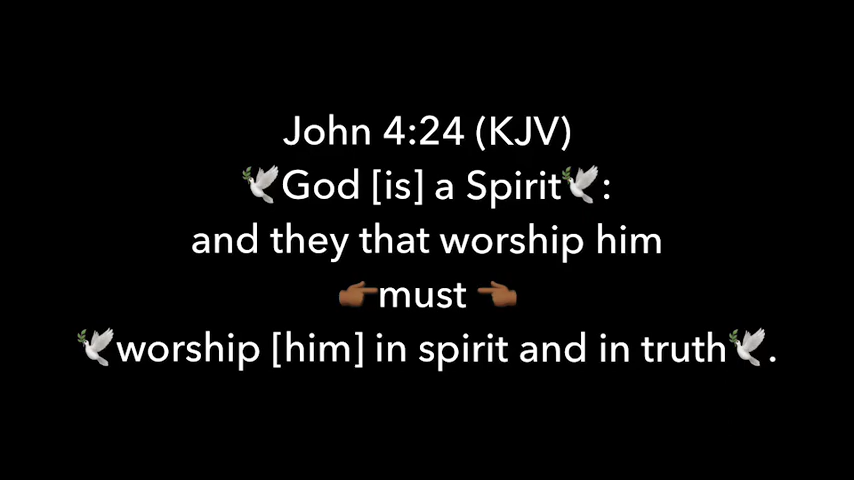 John 4:24 (KJV)
🕊️God [is] a Spirit🕊️:
and they that worship him
👉🏾must 👈🏾
🕊️worship [him] in spirit and in truth🕊️.